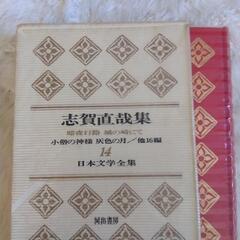 志賀直哉集
暗夜行路 城の崎にて
小僧の神様 灰色の月/他16編
14
日本文学全集
河出書房